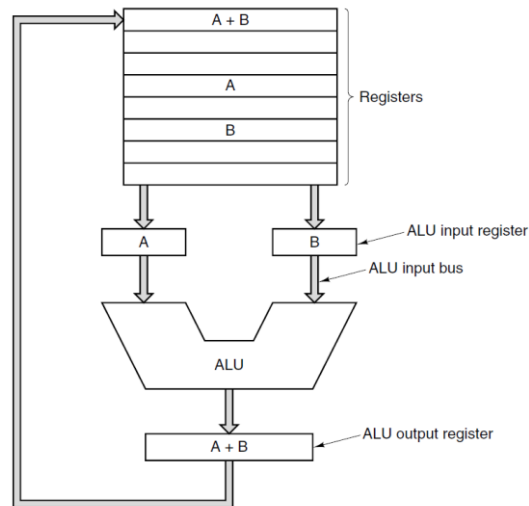 A + B
A
Registers
B
A
B
ALU input register
ALU input bus
ALU
A + B
ALU output register